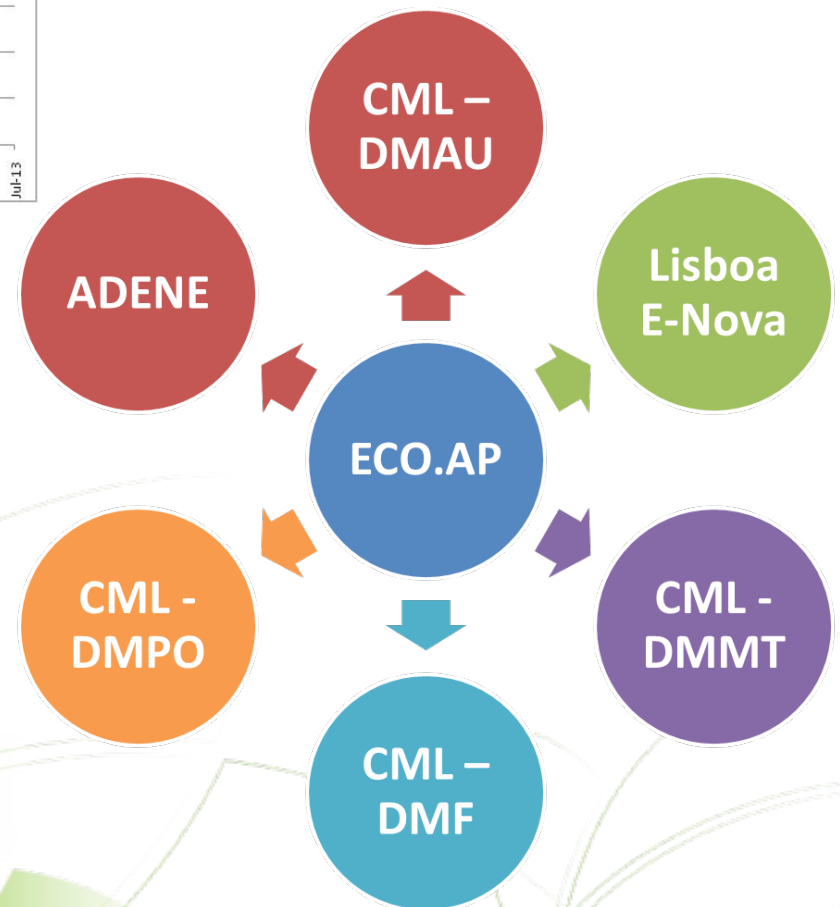 CML –
DMAU
Jul-13
ADENE
Lisboa
E-Nova
ECO.AP
CML -
DMPO
CML -
DMMT
CML –
DMF